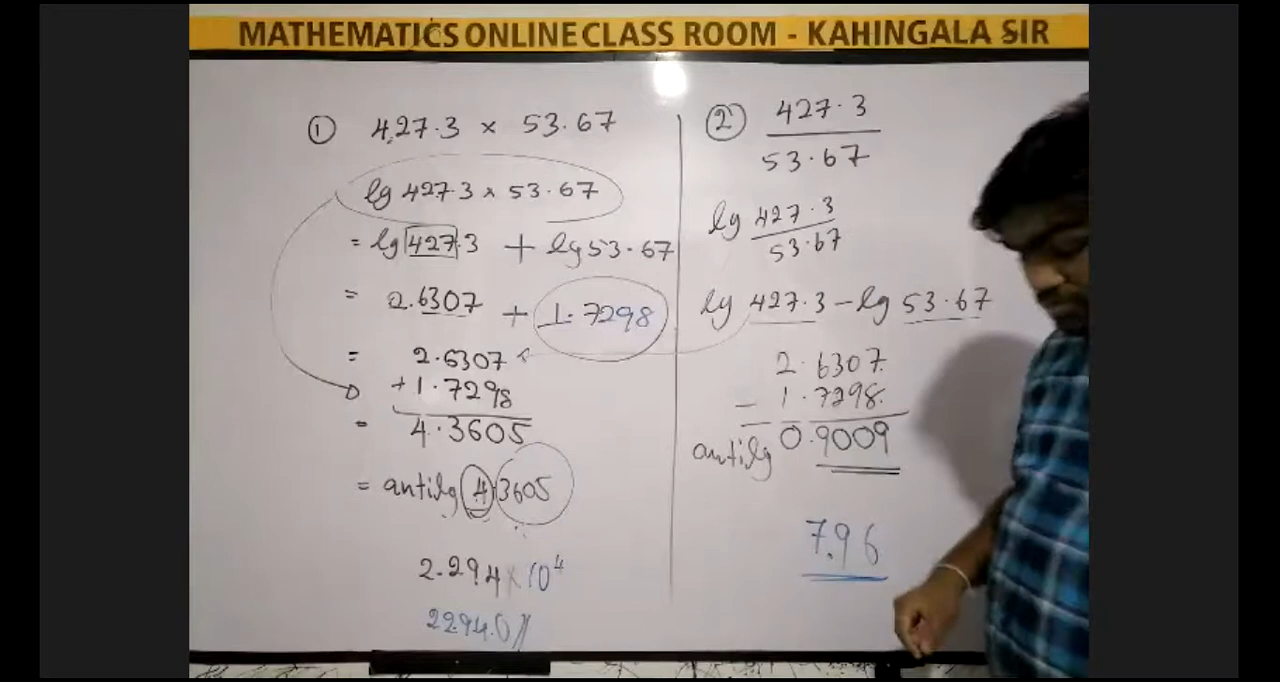 MATHEMATICS ONLINE CLASS ROOM - KAHINGALA SIR
① 427.3 × 53.67
lg 427.3 × 53.67
= lg 427.3 + lg 53.67
= 2.6307 + 1.7298
= 2.6307
+ 1.7298
= 4.3605
= antilg 4.3605
2.294 × 10⁴
22940
② 427.3
53.67
lg 427.3
53.67
lg 427.3 - lg 53.67
2.6307
- 1.7298
antilg 0.9009
7.96